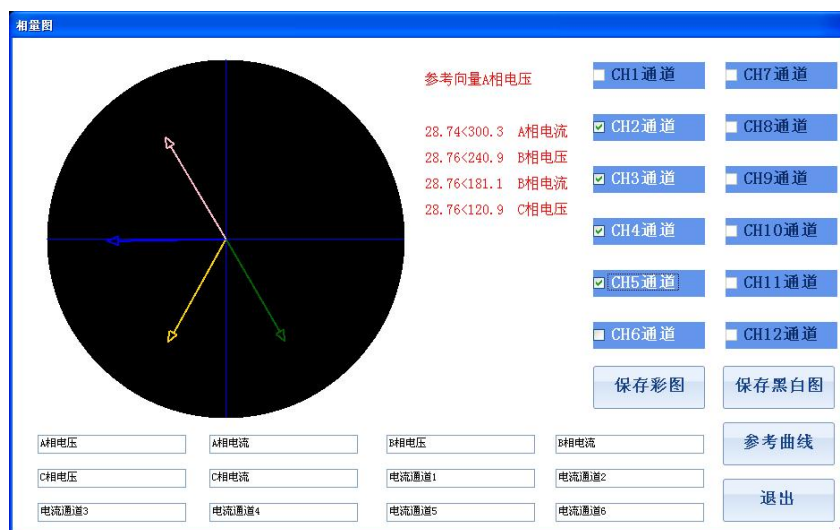 相量图
参考向量A相电压
28.74<300.3 A相电流
28.76<240.9 B相电压
28.76<181.1 B相电流
28.76<120.9 C相电压
CH1通道 CH7通道
CH2通道 CH8通道
CH3通道 CH9通道
CH4通道 CH10通道
CH5通道 CH11通道
CH6通道 CH12通道
保存彩图 保存黑白图
参考曲线
退出
A相电压 A相电流 B相电压 B相电流
C相电压 C相电流 电流通道1 电流通道2
电流通道3 电流通道4 电流通道5 电流通道6